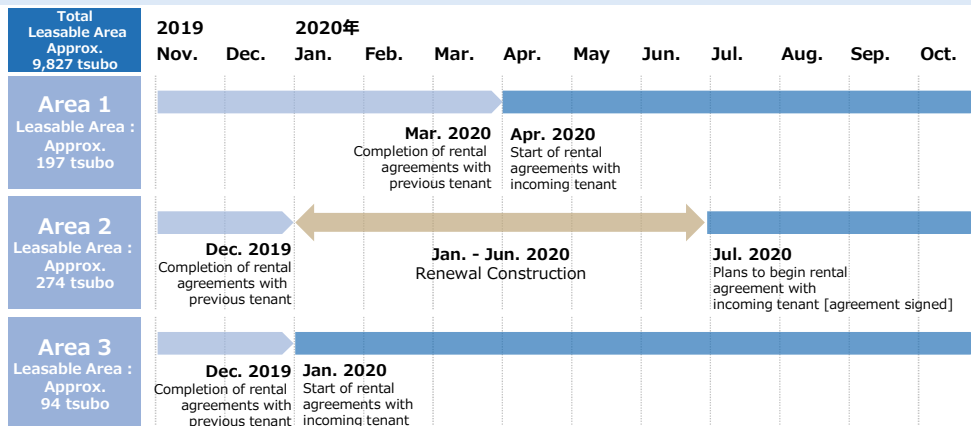 Total
Leasable Area
Approx.
9,827 tsubo
2019
2020年
Nov. Dec. Jan. Feb. Mar. Apr. May Jun. Jul. Aug. Sep. Oct.
Area 1
Leasable Area :
Approx.
197 tsubo
Mar. 2020
Completion of rental
agreements with
previous tenant
Apr. 2020
Start of rental
agreements with
incoming tenant
Area 2
Leasable Area :
Approx.
274 tsubo
Dec. 2019
Completion of rental
agreements with
previous tenant
Jan. - Jun. 2020
Renewal Construction
Jul. 2020
Plans to begin rental
agreement with
incoming tenant [agreement signed]
Area 3
Leasable Area :
Approx.
94 tsubo
Dec. 2019
Completion of rental
agreements with
previous tenant
Jan. 2020
Start of rental
agreements with
incoming tenant